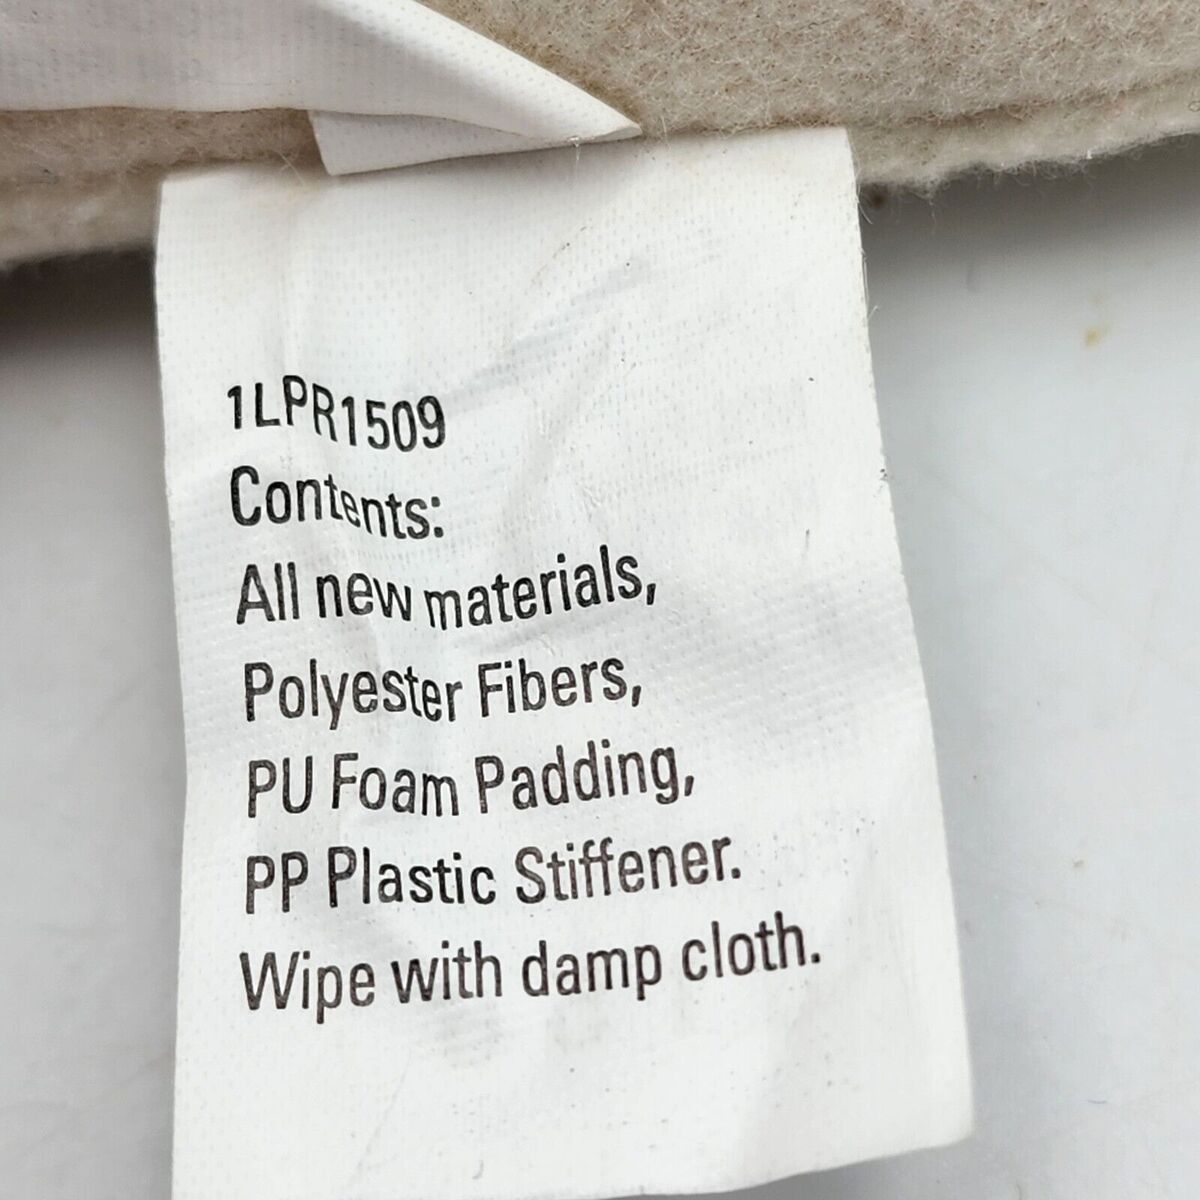 1LPR1509
Contents:
All new materials,
Polyester Fibers,
PU Foam Padding,
PP Plastic Stiffener.
Wipe with damp cloth.